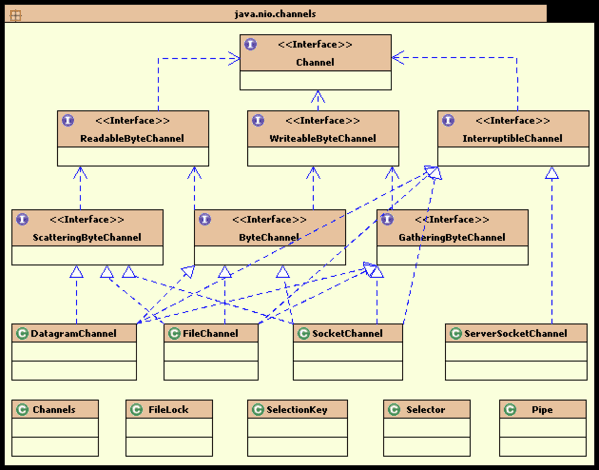 java.nio.channels
I <<Interface>>
Channel
I <<Interface>> I <<Interface>> I <<Interface>>
ReadableByteChannel WriteableByteChannel InterruptibleChannel
I <<Interface>> I <<Interface>> I <<Interface>>
ScatteringByteChannel ByteChannel GatheringByteChannel
C DatagramChannel C FileChannel C SocketChannel C ServerSocketChannel
C Channels C FileLock C SelectionKey C Selector C Pipe